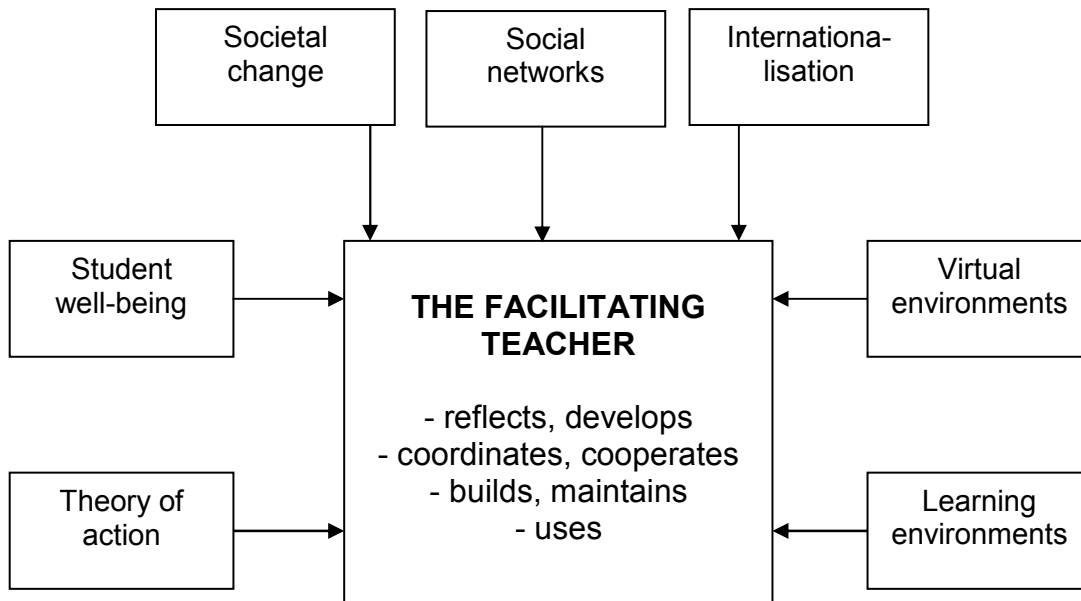 Societal
change
Social
networks
Internationa-
lisation
Student
well-being
THE FACILITATING
TEACHER
- reflects, develops
- coordinates, cooperates
- builds, maintains
- uses
Virtual
environments
Theory of
action
Learning
environments